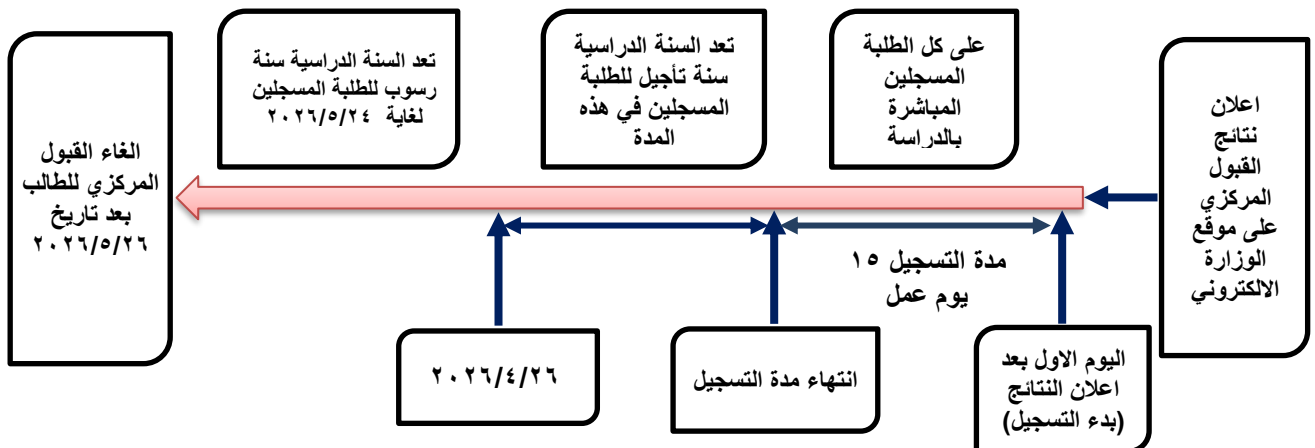 اعلان
نتائج
القبول
المركزي
على موقع
الوزارة
الالكتروني
على كل الطلبة
المسجلين
المباشرة
بالدراسة
تعد السنة الدراسية
سنة تأجيل للطلبة
المسجلين في هذه
المدة
تعد السنة الدراسية سنة
رسوب للطلبة المسجلين
لغاية ٢٠٢٦/٥/٢٤
الغاء القبول
المركزي للطالب
بعد تاريخ
٢٠٢٦/٥/٢٦
مدة التسجيل ١٥
يوم عمل
اليوم الاول بعد
اعلان النتائج
(بدء التسجيل)
انتهاء مدة التسجيل
٢٠٢٦/٤/٢٦